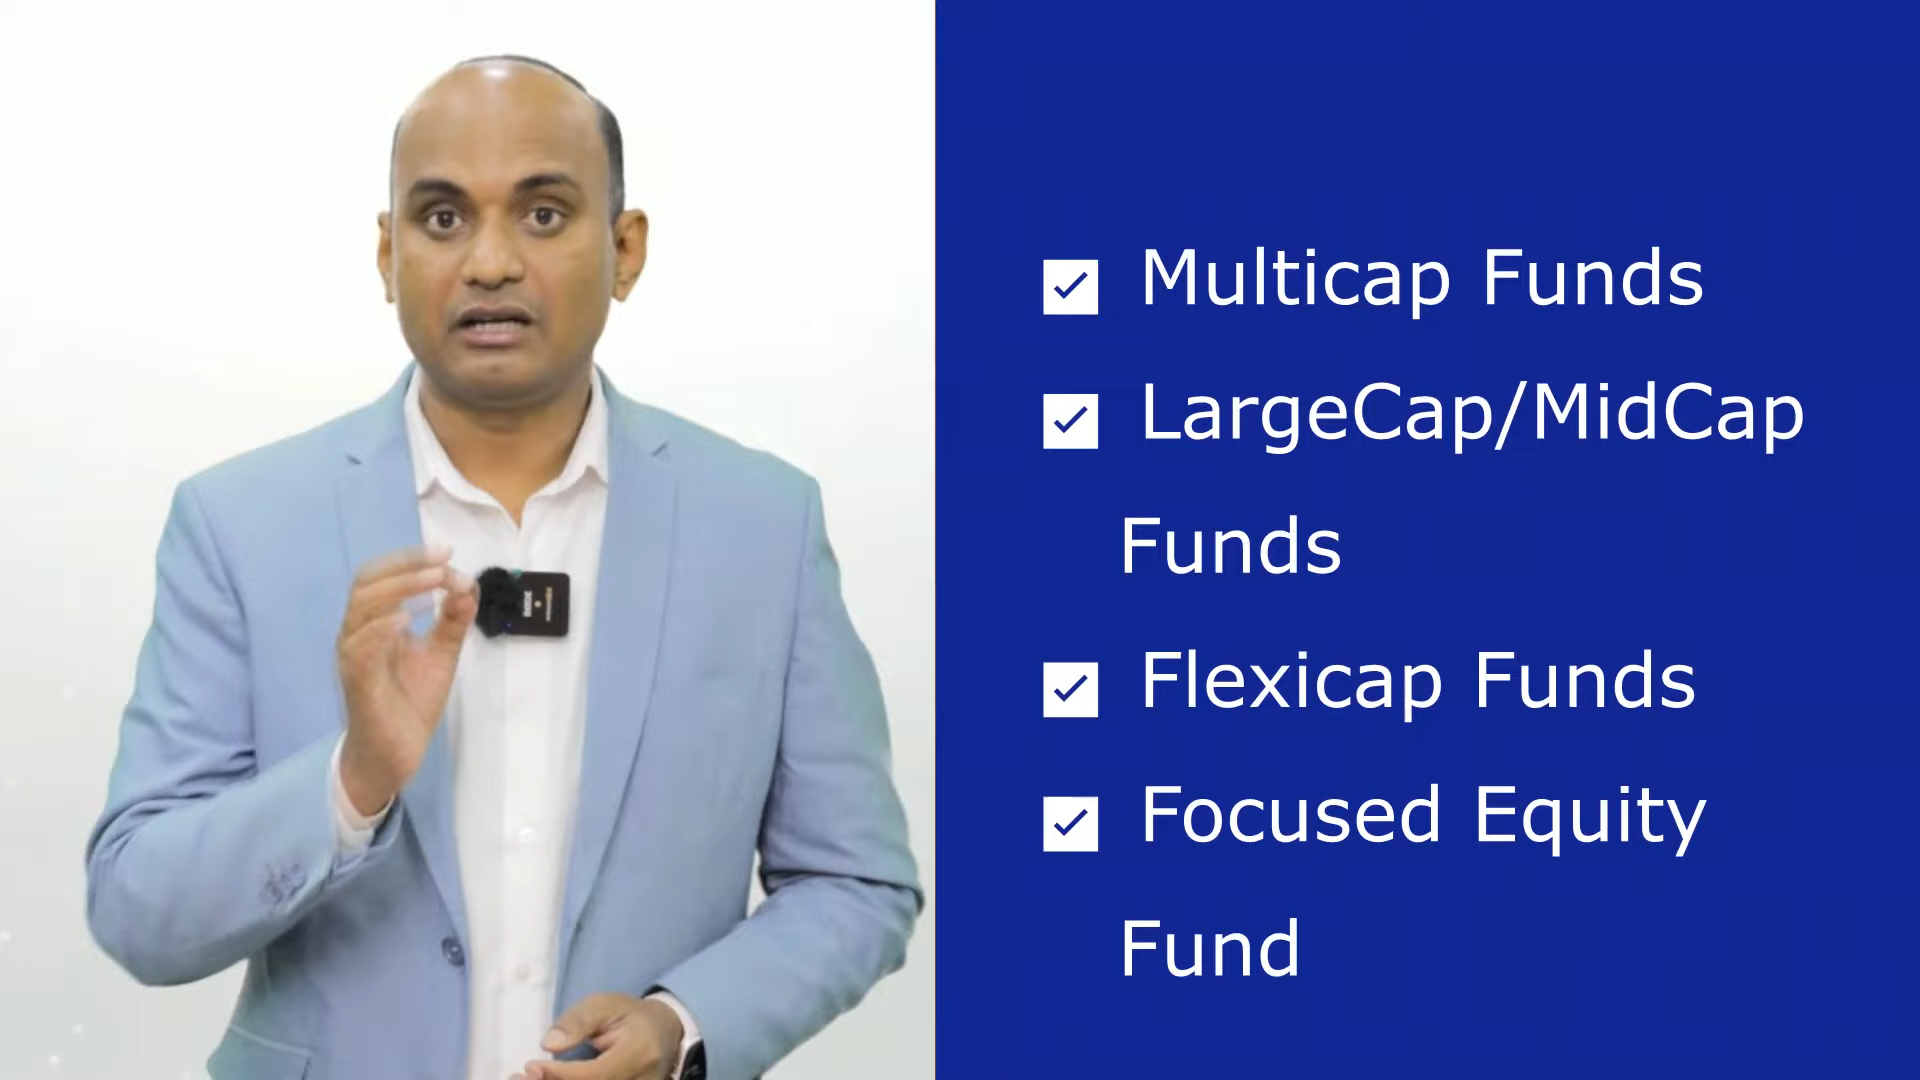 Multicap Funds
LargeCap/MidCap
Funds
Flexicap Funds
Focused Equity
Fund